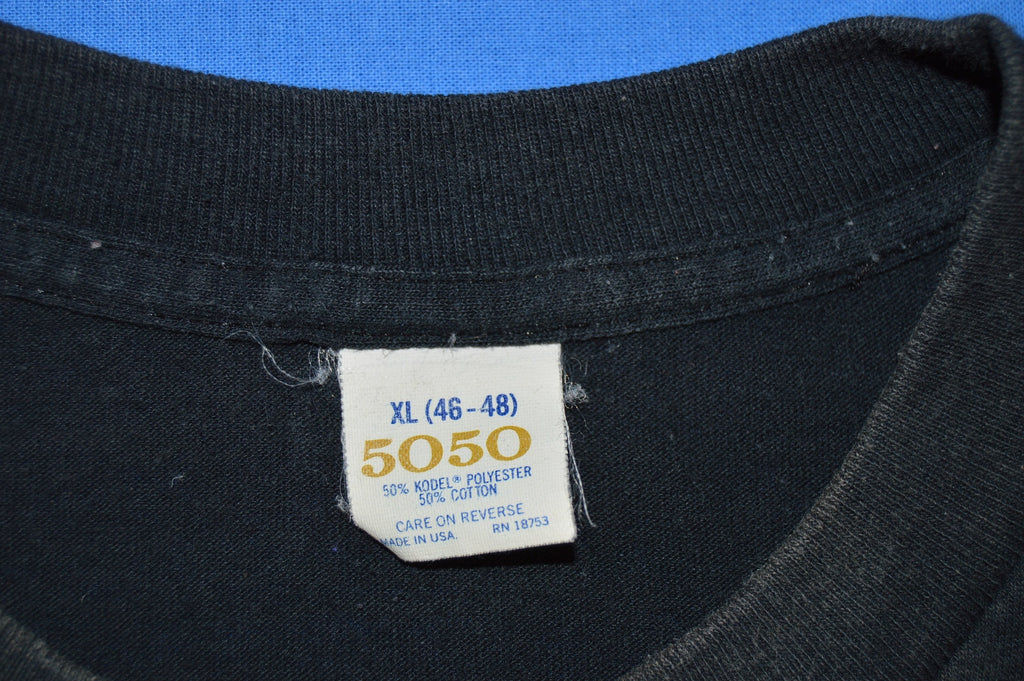 XL (46-48)
5050
50% KODEL® POLYESTER
50% COTTON
CARE ON REVERSE
MADE IN USA. RN 18753